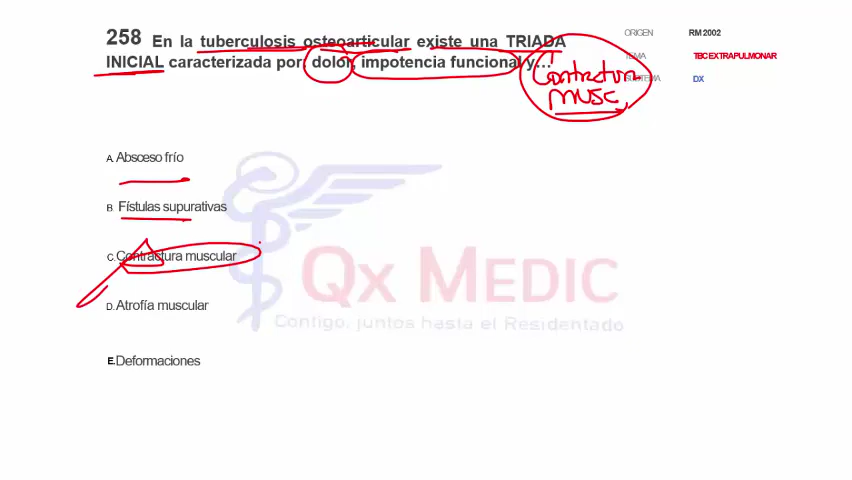 258 En la tuberculosis osteoarticular existe una TRIADA
INICIAL caracterizada por: dolor, impotencia funcional y…
Contractura
musc,
ORIGEN RM 2002
TEMA TBC EXTRAPULMONAR
SUBTEMA DX
A. Absceso frío
B. Fístulas supurativas
C. Contractura muscular
D. Atrofía muscular
E. Deformaciones
Qx MEDIC
Contigo, juntos hasta el Residentado